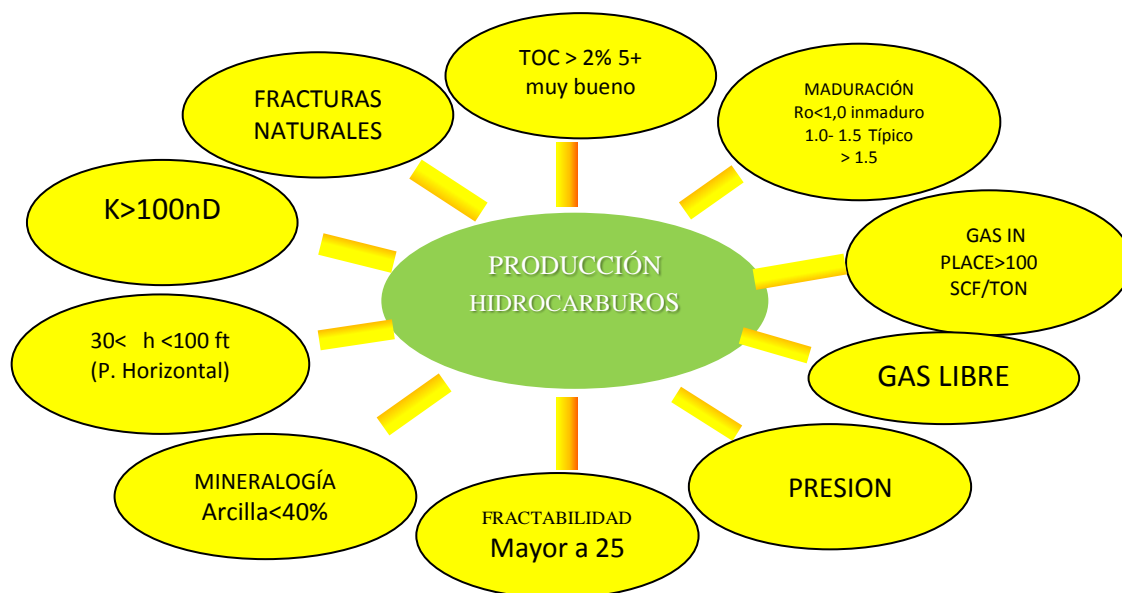 TOC > 2% 5+
muy bueno
MADURACIÓN
Ro<1,0 inmaduro
1.0- 1.5 Típico
> 1.5
FRACTURAS
NATURALES
K>100nD
GAS IN
PLACE>100
SCF/TON
PRODUCCIÓN
HIDROCARBUROS
30< h <100 ft
(P. Horizontal)
GAS LIBRE
MINERALOGÍA
Arcilla<40%
FRACTABILIDAD
Mayor a 25
PRESION